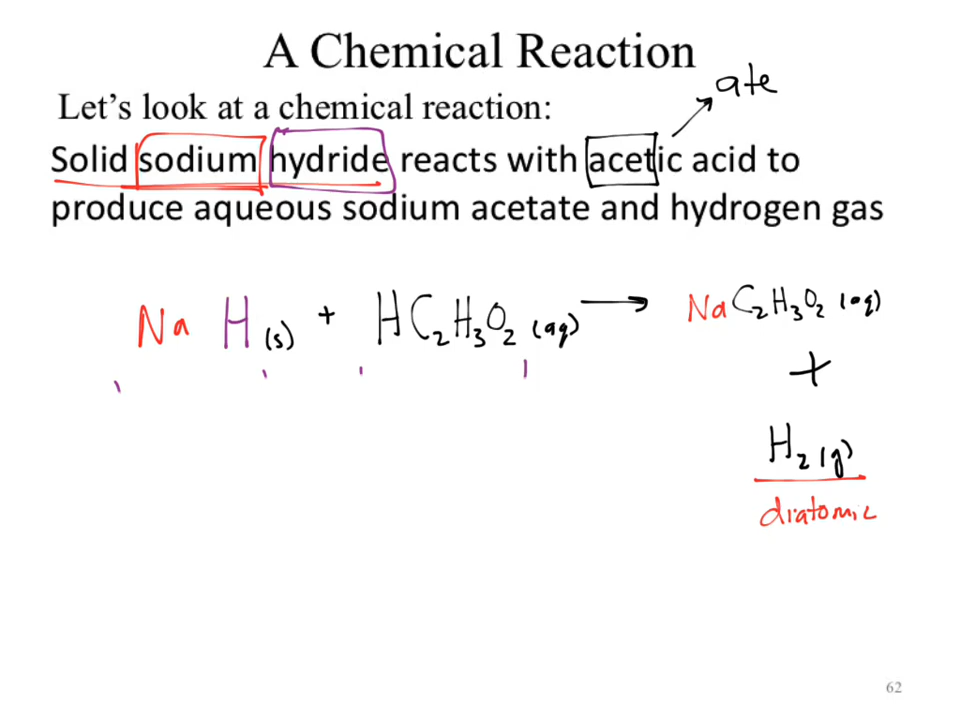 A Chemical Reaction
ate
Let's look at a chemical reaction:
Solid sodium hydride reacts with acetic acid to
produce aqueous sodium acetate and hydrogen gas
Na H (s) + HC₂H₃O₂ (aq) → NaC₂H₃O₂ (aq)
+
H₂ (g)
diatomic
62